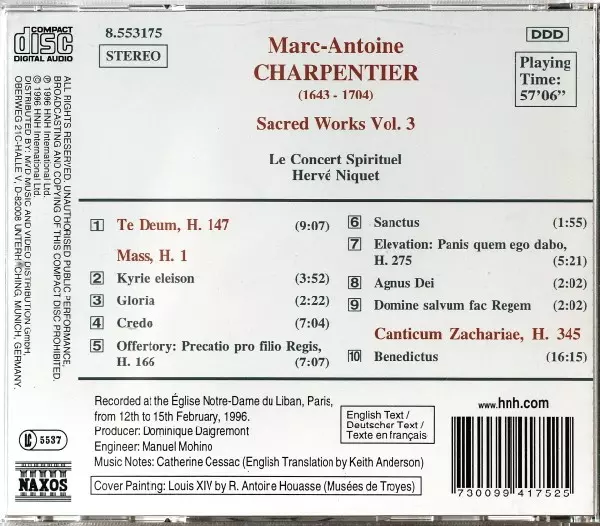 COMPACT
disc
DIGITAL AUDIO
8.553175
STEREO
Marc-Antoine
CHARPENTIER
(1643 - 1704)
Sacred Works Vol. 3
Le Concert Spirituel
Hervé Niquet
DDD
Playing
Time:
57'06"
1 Te Deum, H. 147 (9:07)
Mass, H. 1
2 Kyrie eleison (3:52)
3 Gloria (2:22)
4 Credo (7:04)
5 Offertory: Precatio pro filio Regis,
H. 166 (7:07)
6 Sanctus (1:55)
7 Elevation: Panis quem ego dabo,
H. 275 (5:21)
8 Agnus Dei (2:02)
9 Domine salvum fac Regem (2:02)
Canticum Zachariae, H. 345
10 Benedictus (16:15)
ALL RIGHTS RESERVED. UNAUTHORISED PUBLIC PERFORMANCE,
BROADCASTING AND COPYING OF THIS COMPACT DISC PROHIBITED.
℗ 1996 HNH International Ltd.
© 1996 HNH International Ltd.
DISTRIBUTED BY: MVD MUSIC AND VIDEO DISTRIBUTION GmbH,
OBERWEG 21C-HALLE V, D-82008 UNTERHACHING, MUNICH, GERMANY.
LC 5537
NAXOS
Recorded at the Église Notre-Dame du Liban, Paris,
from 12th to 15th February, 1996.
Producer: Dominique Daigremont
Engineer: Manuel Mohino
Music Notes: Catherine Cessac (English Translation by Keith Anderson)
Cover Painting: Louis XIV by R. Antoine Houasse (Musées de Troyes)
English Text /
Deutscher Text /
Texte en français
www.hnh.com
7 30099 41752 5